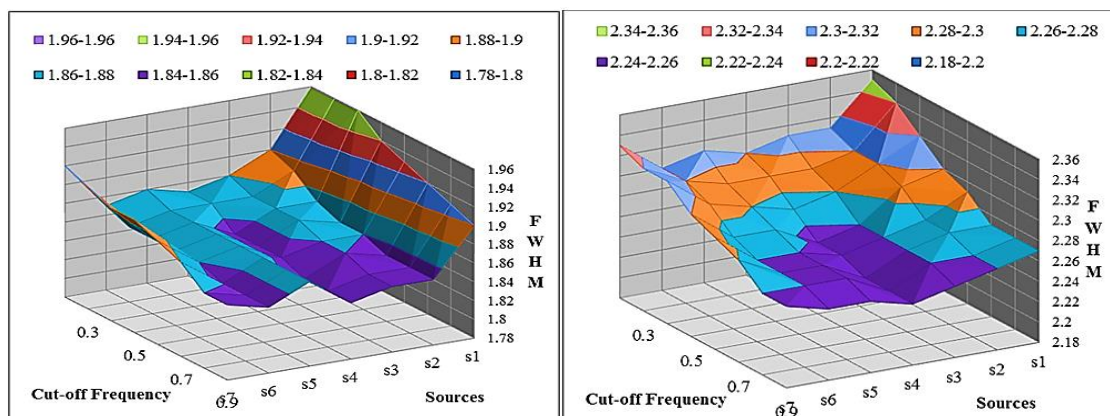 1.96-1.96 1.94-1.96 1.92-1.94 1.9-1.92 1.88-1.9
1.86-1.88 1.84-1.86 1.82-1.84 1.8-1.82 1.78-1.8
1.96
1.94
1.92
1.9
1.88
1.86
1.84
1.82
1.8
1.78
F
W
H
M
0.3
0.5
0.7
0.9
s7
s6
s5
s4
s3
s2
s1
Cut-off Frequency
Sources
2.34-2.36 2.32-2.34 2.3-2.32 2.28-2.3 2.26-2.28
2.24-2.26 2.22-2.24 2.2-2.22 2.18-2.2
2.36
2.34
2.32
2.3
2.28
2.26
2.24
2.22
2.2
2.18
F
W
H
M
0.3
0.5
0.7
s6
s5
s4
s3
s2
s1
Cut-off Frequency
Sources